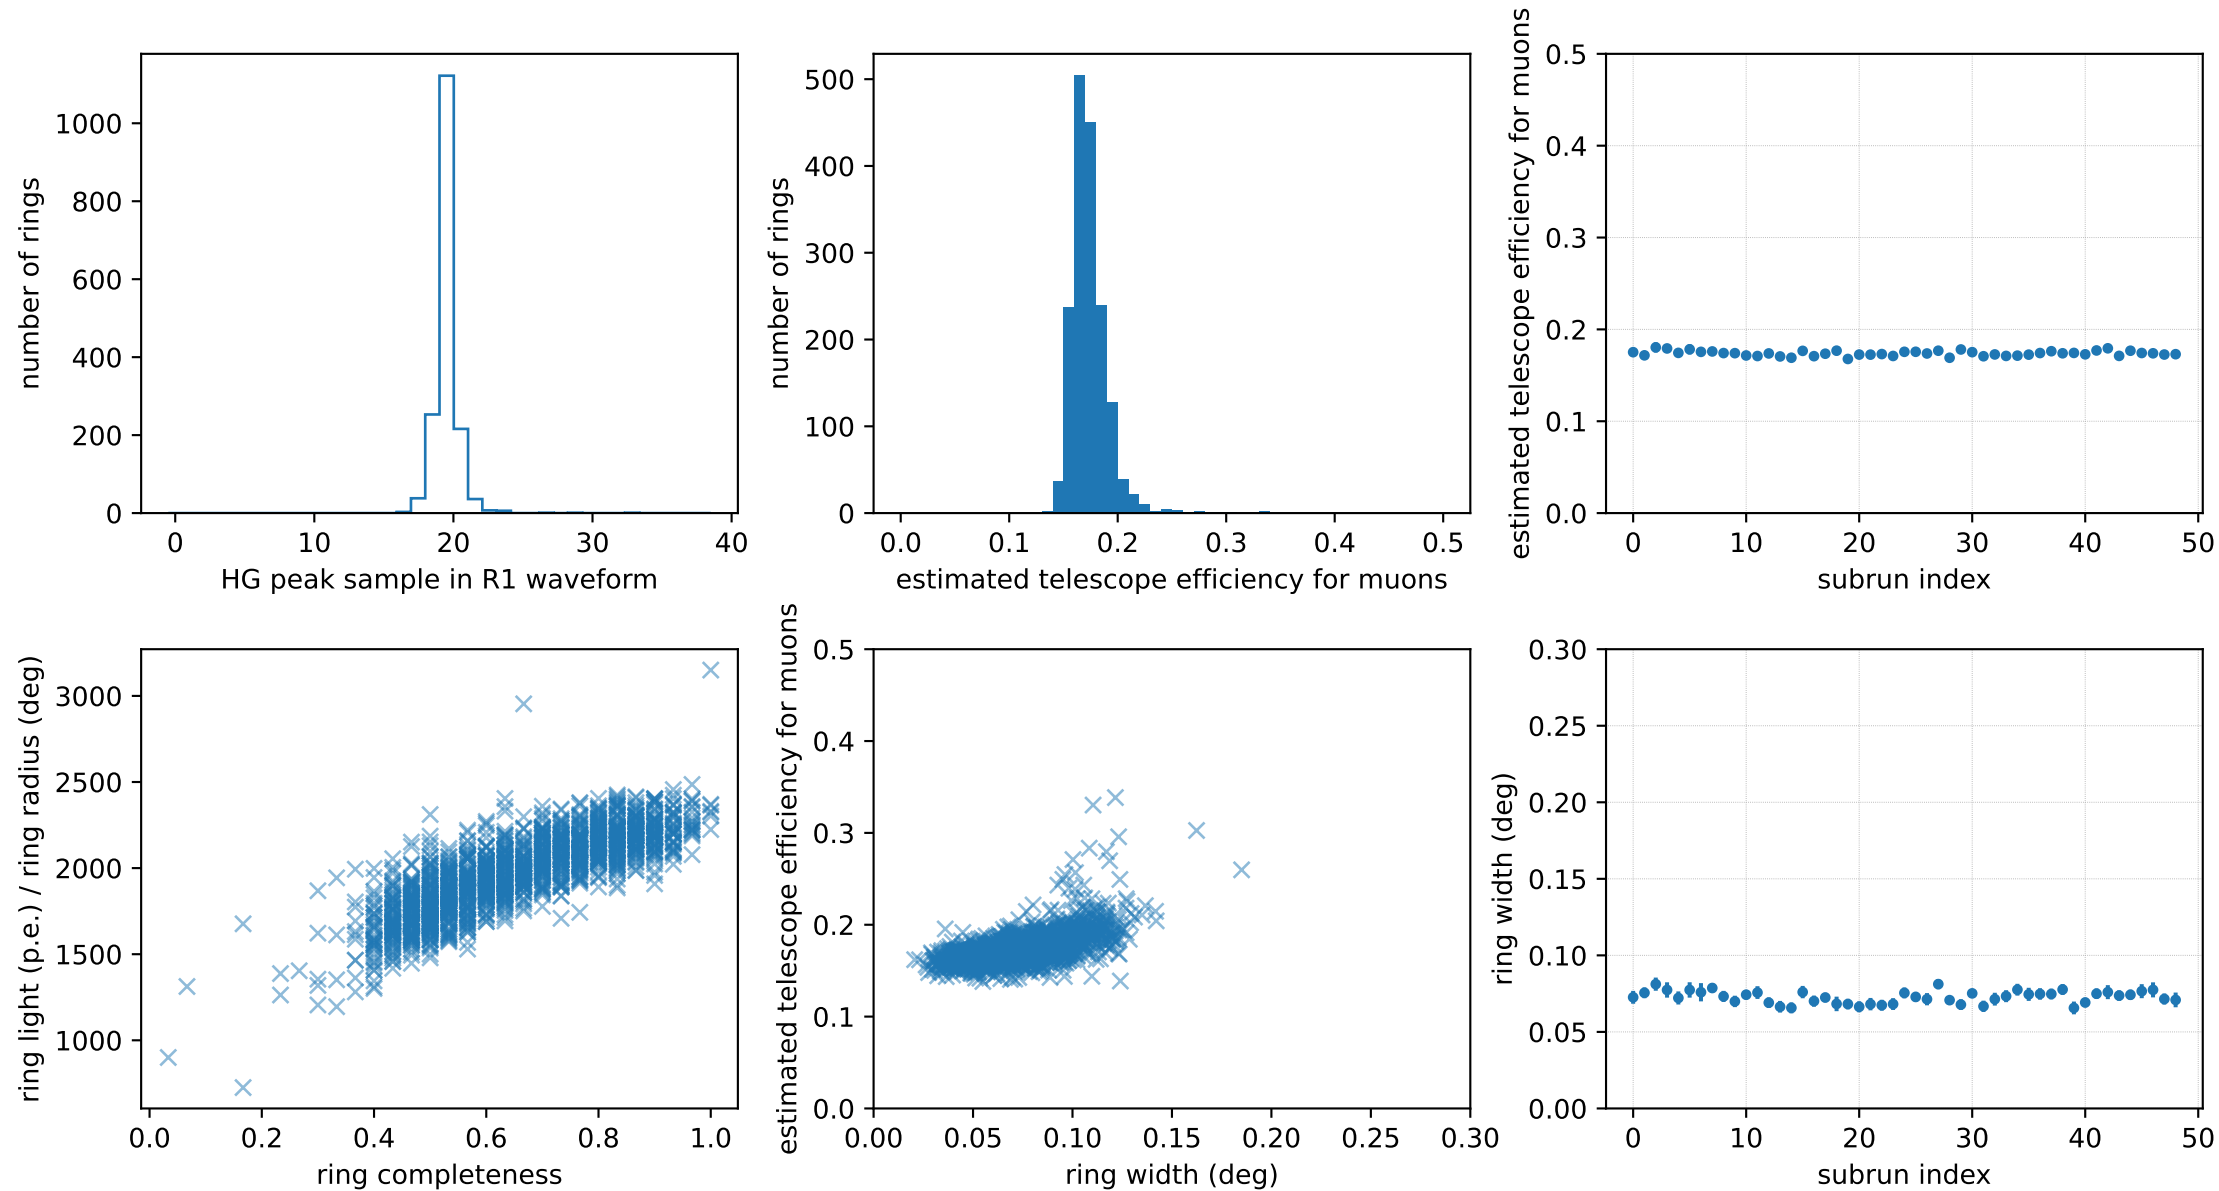 number of rings
1000
800
600
400
200
0
0 10 20 30 40
HG peak sample in R1 waveform
number of rings
500
400
300
200
100
0
0.0 0.1 0.2 0.3 0.4 0.5
estimated telescope efficiency for muons
estimated telescope efficiency for muons
0.5
0.4
0.3
0.2
0.1
0.0
0 10 20 30 40 50
subrun index
ring light (p.e.) / ring radius (deg)
3000
2500
2000
1500
1000
0.0 0.2 0.4 0.6 0.8 1.0
ring completeness
estimated telescope efficiency for muons
0.5
0.4
0.3
0.2
0.1
0.0
0.00 0.05 0.10 0.15 0.20 0.25 0.30
ring width (deg)
ring width (deg)
0.30
0.25
0.20
0.15
0.10
0.05
0.00
0 10 20 30 40 50
subrun index